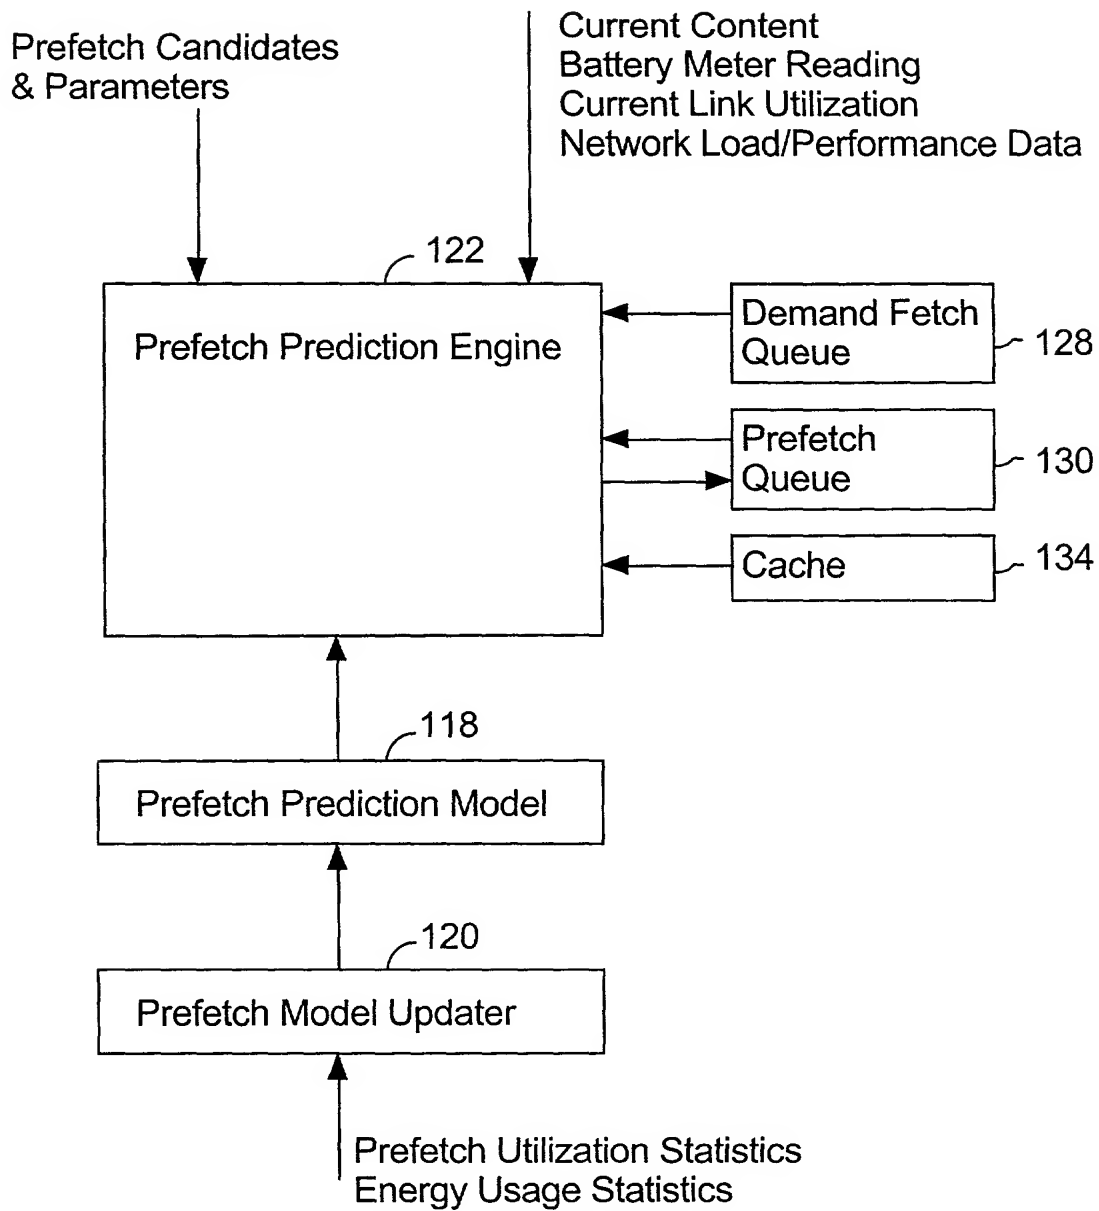 Prefetch Candidates
& Parameters
Current Content
Battery Meter Reading
Current Link Utilization
Network Load/Performance Data
122
Prefetch Prediction Engine
Demand Fetch
Queue
128
Prefetch
Queue
130
Cache
134
118
Prefetch Prediction Model
120
Prefetch Model Updater
Prefetch Utilization Statistics
Energy Usage Statistics